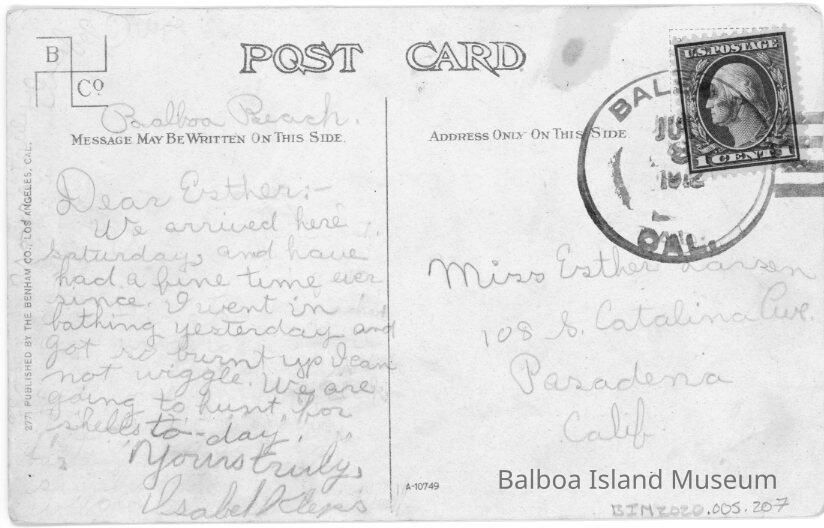 B
Co
POST CARD
Balboa Beach.
MESSAGE MAY BE WRITTEN ON THIS SIDE.
Dear Esther:-
We arrived here
saturday, and have
had a fine time ever
since. I went in
bathing yesterday and
got so burnt up I can
not wiggle. We are
going to hunt for
shells to-day.
Yours truly,
Isabel
2771 PUBLISHED BY THE BENHAM CO., LOS ANGELES, CAL.
ADDRESS ONLY ON THIS SIDE
U.S. POSTAGE
1 CENT 1
8
1912
CAL.
Miss Esther Larsen
108 S. Catalina Ave.
Pasadena
Calif
A-10749
Balboa Island Museum
BIM2020.005.207